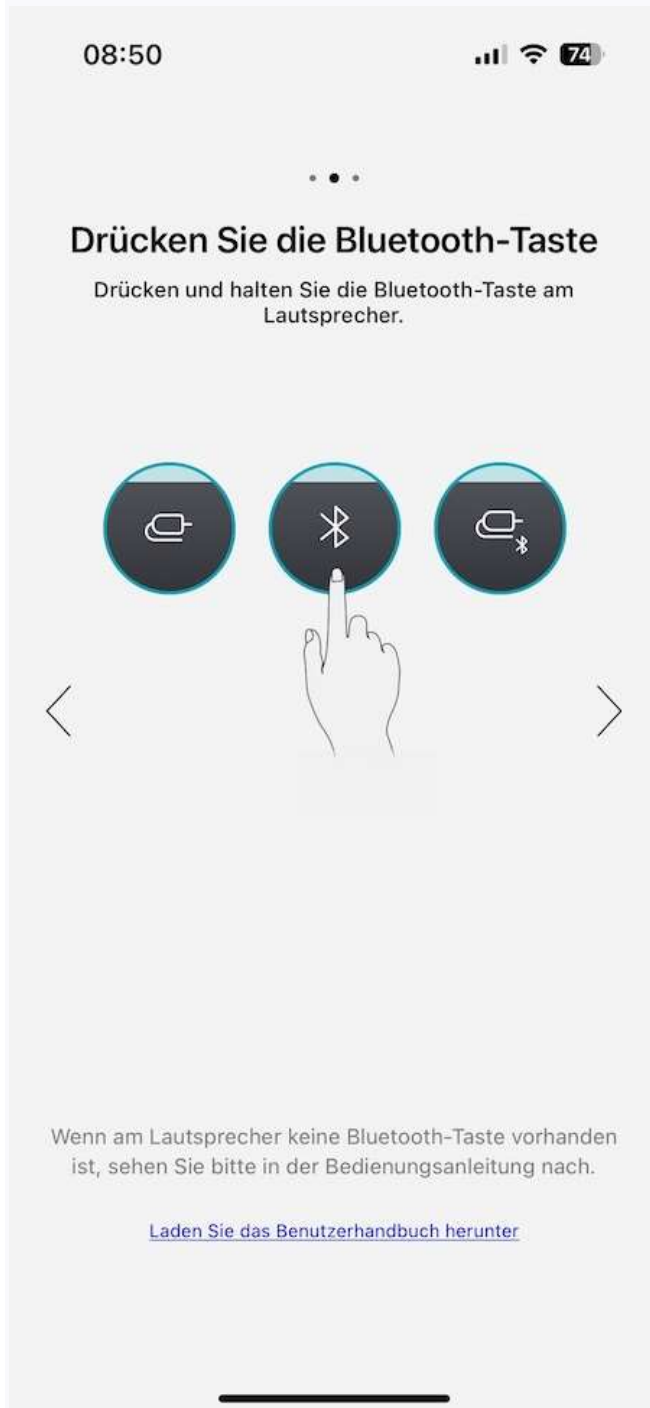 08:50
74
Drücken Sie die Bluetooth-Taste
Drücken und halten Sie die Bluetooth-Taste am
Lautsprecher.
Wenn am Lautsprecher keine Bluetooth-Taste vorhanden
ist, sehen Sie bitte in der Bedienungsanleitung nach.
Laden Sie das Benutzerhandbuch herunter